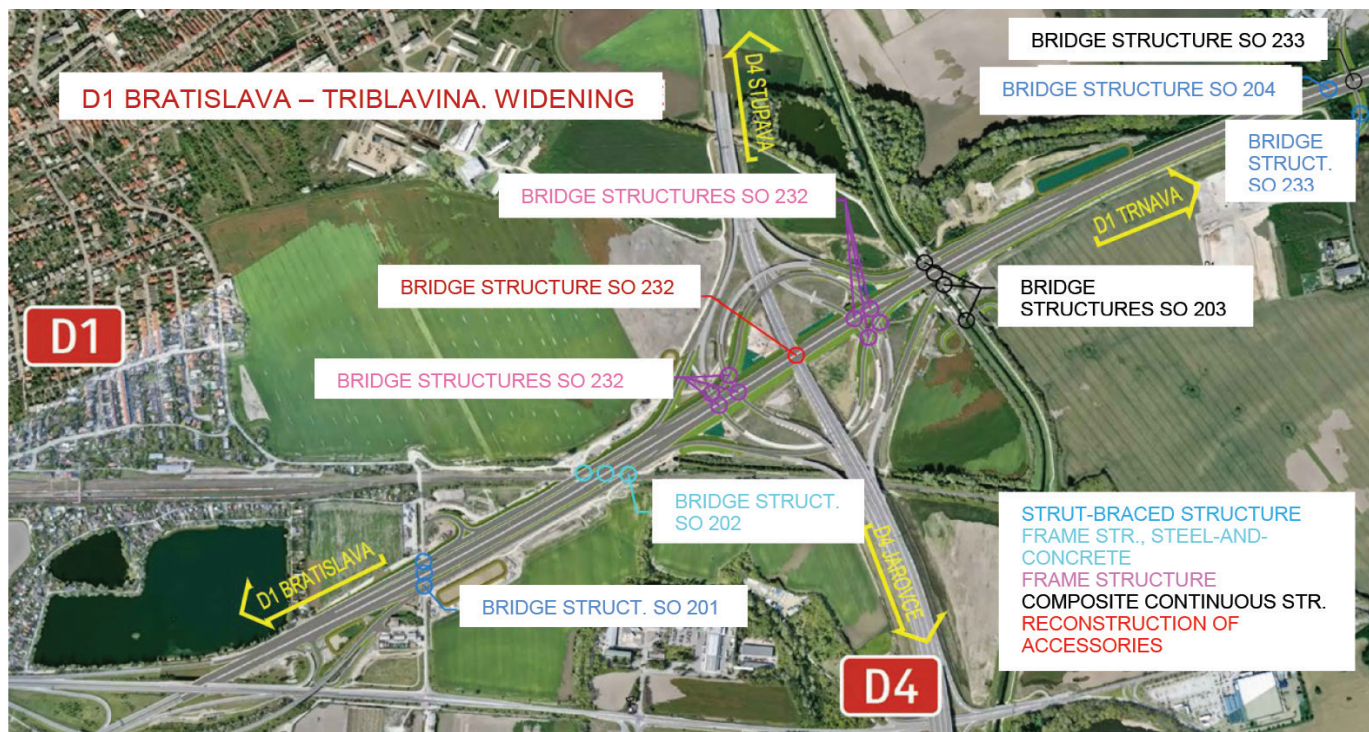 BRIDGE STRUCTURE SO 233
D1 BRATISLAVA – TRIBLAVINA. WIDENING
BRIDGE STRUCTURE SO 204
D4 STUPAVA
BRIDGE
STRUCT.
SO 233
BRIDGE STRUCTURES SO 232
D1 TRNAVA
BRIDGE STRUCTURE SO 232
BRIDGE
STRUCTURES SO 203
D1
BRIDGE STRUCTURES SO 232
BRIDGE STRUCT.
SO 202
D1 BRATISLAVA
BRIDGE STRUCT. SO 201
D4 JAROVCE
STRUT-BRACED STRUCTURE
FRAME STR., STEEL-AND-
CONCRETE
FRAME STRUCTURE
COMPOSITE CONTINUOUS STR.
RECONSTRUCTION OF
ACCESSORIES
D4